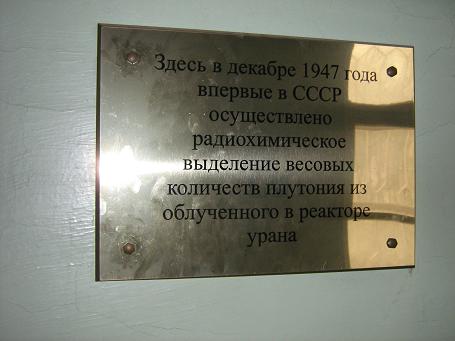 Здесь в декабре 1947 года
впервые в СССР
осуществлено
радиохимическое
выделение весовых
количеств плутония из
облученного в реакторе
урана